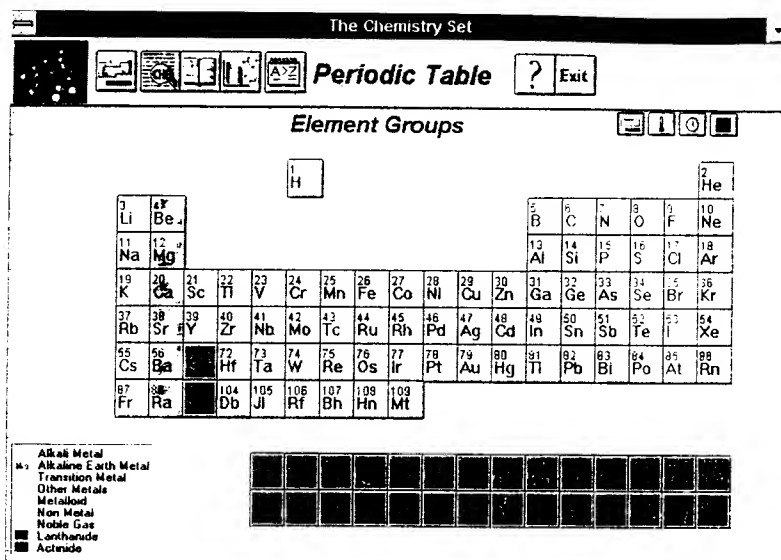 The Chemistry Set
A>Z Periodic Table ? Exit
Element Groups
1 2
H He
3 4 5 6 7 8 9 10
Li Be B C N O F Ne
11 12 13 14 15 16 17 18
Na Mg Al Si P S Cl Ar
19 20 21 22 23 24 25 26 27 28 29 30 31 32 33 34 35 36
K Ca Sc Ti V Cr Mn Fe Co Ni Cu Zn Ga Ge As Se Br Kr
37 38 39 40 41 42 43 44 45 46 47 48 49 50 51 52 53 54
Rb Sr Y Zr Nb Mo Tc Ru Rh Pd Ag Cd In Sn Sb Te I Xe
55 56 72 73 74 75 76 77 78 79 80 81 82 83 84 85
Cs Ba Hf Ta W Re Os Ir Pt Au Hg Tl Pb Bi Po At Rn
87 88 104 105 106 107 108 109
Fr Ra Db Jl Rf Bh Hn Mt
Alkali Metal
Alkaline Earth Metal
Transition Metal
Other Metals
Metalloid
Non Metal
Noble Gas
Lanthanide
Actinide